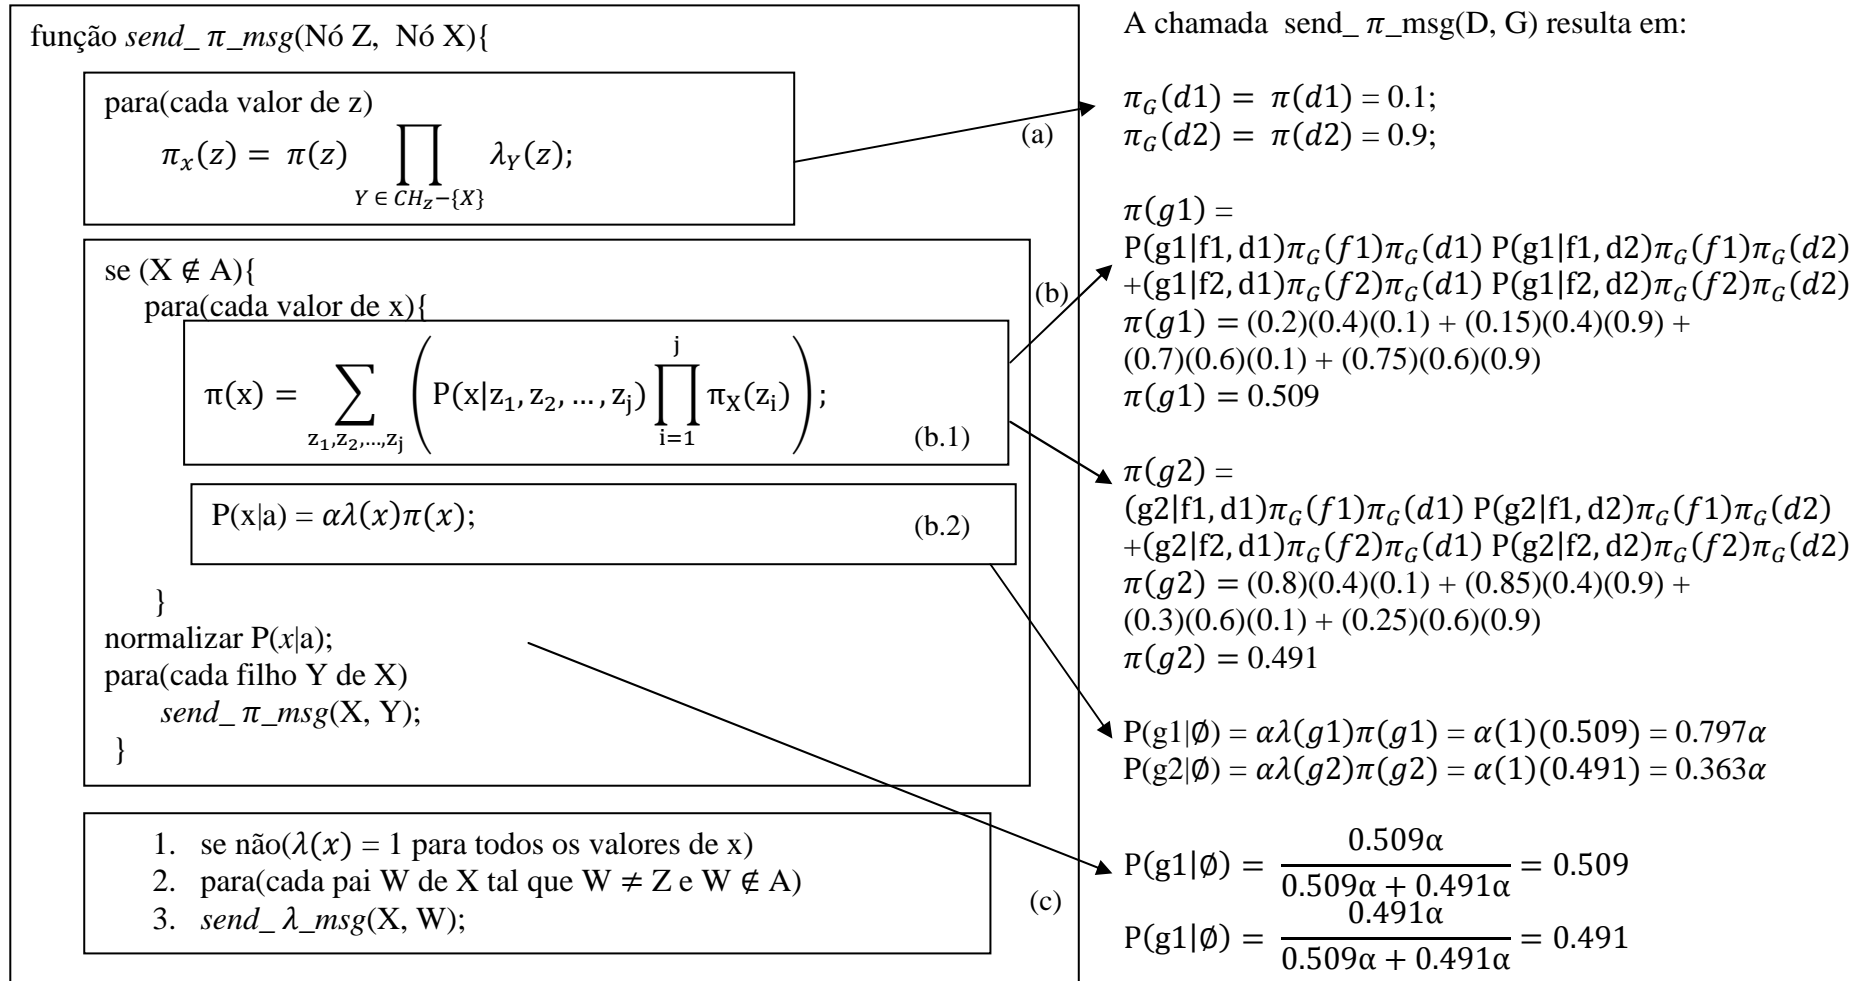 função send_ π_msg(Nó Z, Nó X){
para(cada valor de z)
π_x(z) = π(z) ∏ λ_Y(z);
Y ∈ CH_z−{X}
(a)
se (X ∉ A){
para(cada valor de x){
(b)
π(x) = ∑ ( P(x|z₁, z₂, … , z_j) ∏ π_X(z_i) );
j
z₁,z₂,…,z_j
i=1
(b.1)
P(x|a) = αλ(x)π(x);
(b.2)
}
normalizar P(x|a);
para(cada filho Y de X)
send_ π_msg(X, Y);
}
1. se não(λ(x) = 1 para todos os valores de x)
2. para(cada pai W de X tal que W ≠ Z e W ∉ A)
3. send_ λ_msg(X, W);
(c)
A chamada send_ π_msg(D, G) resulta em:
π_G(d1) = π(d1) = 0.1;
π_G(d2) = π(d2) = 0.9;
π(g1) =
P(g1|f1, d1)π_G(f1)π_G(d1) P(g1|f1, d2)π_G(f1)π_G(d2)
+(g1|f2, d1)π_G(f2)π_G(d1) P(g1|f2, d2)π_G(f2)π_G(d2)
π(g1) = (0.2)(0.4)(0.1) + (0.15)(0.4)(0.9) +
(0.7)(0.6)(0.1) + (0.75)(0.6)(0.9)
π(g1) = 0.509
π(g2) =
(g2|f1, d1)π_G(f1)π_G(d1) P(g2|f1, d2)π_G(f1)π_G(d2)
+(g2|f2, d1)π_G(f2)π_G(d1) P(g2|f2, d2)π_G(f2)π_G(d2)
π(g2) = (0.8)(0.4)(0.1) + (0.85)(0.4)(0.9) +
(0.3)(0.6)(0.1) + (0.25)(0.6)(0.9)
π(g2) = 0.491
P(g1|∅) = αλ(g1)π(g1) = α(1)(0.509) = 0.797α
P(g2|∅) = αλ(g2)π(g2) = α(1)(0.491) = 0.363α
0.509α
P(g1|∅) = ────── = 0.509
0.509α + 0.491α
0.491α
P(g1|∅) = ────── = 0.491
0.509α + 0.491α